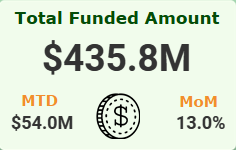 Total Funded Amount
$435.8M
MTD
MoM
$54.0M
$
13.0%